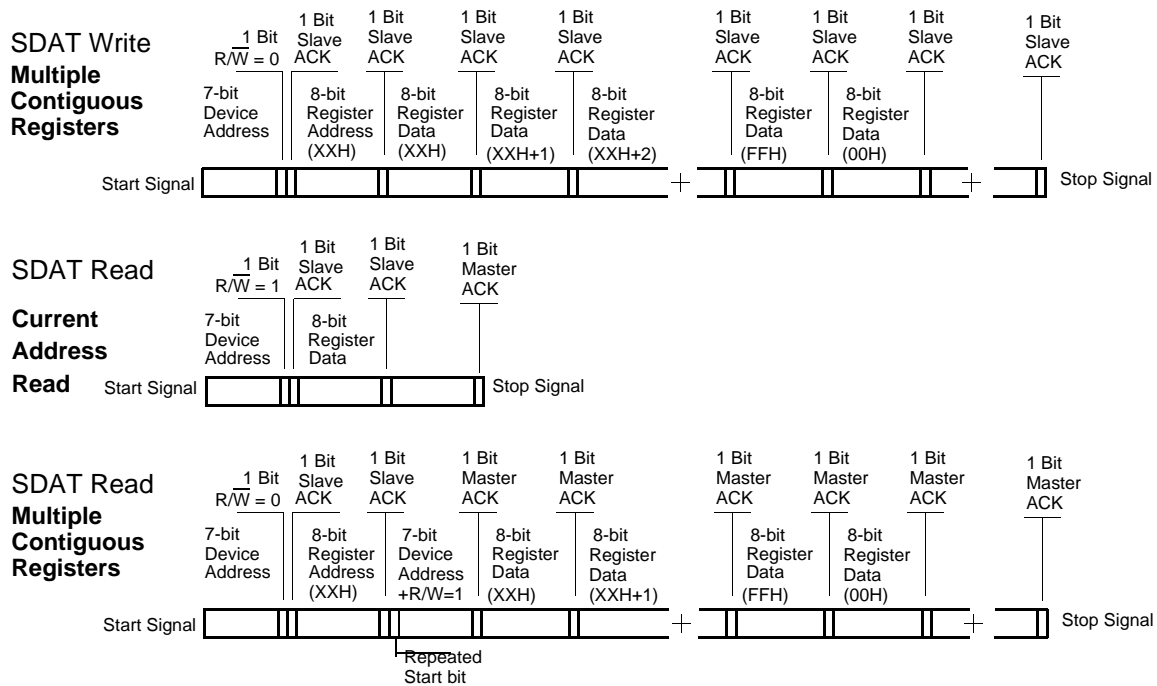 SDAT Write
Multiple
Contiguous
Registers
1 Bit
R/W = 0
1 Bit
Slave
ACK
1 Bit
Slave
ACK
1 Bit
Slave
ACK
1 Bit
Slave
ACK
1 Bit
Slave
ACK
1 Bit
Slave
ACK
1 Bit
Slave
ACK
1 Bit
Slave
ACK
7-bit
Device
Address
8-bit
Register
Address
(XXH)
8-bit
Register
Data
(XXH)
8-bit
Register
Data
(XXH+1)
8-bit
Register
Data
(XXH+2)
8-bit
Register
Data
(FFH)
8-bit
Register
Data
(00H)
Start Signal
Stop Signal
SDAT Read
Current
Address
Read
1 Bit
R/W = 1
1 Bit
Slave
ACK
1 Bit
Slave
ACK
1 Bit
Master
ACK
7-bit
Device
Address
8-bit
Register
Data
Start Signal
Stop Signal
SDAT Read
Multiple
Contiguous
Registers
1 Bit
R/W = 0
1 Bit
Slave
ACK
1 Bit
Slave
ACK
1 Bit
Master
ACK
1 Bit
Master
ACK
1 Bit
Master
ACK
1 Bit
Master
ACK
1 Bit
Master
ACK
1 Bit
Master
ACK
7-bit
Device
Address
8-bit
Register
Address
(XXH)
7-bit
Device
Address
+R/W=1
8-bit
Register
Data
(XXH)
8-bit
Register
Data
(XXH+1)
8-bit
Register
Data
(FFH)
8-bit
Register
Data
(00H)
Start Signal
Stop Signal
Repeated
Start bit